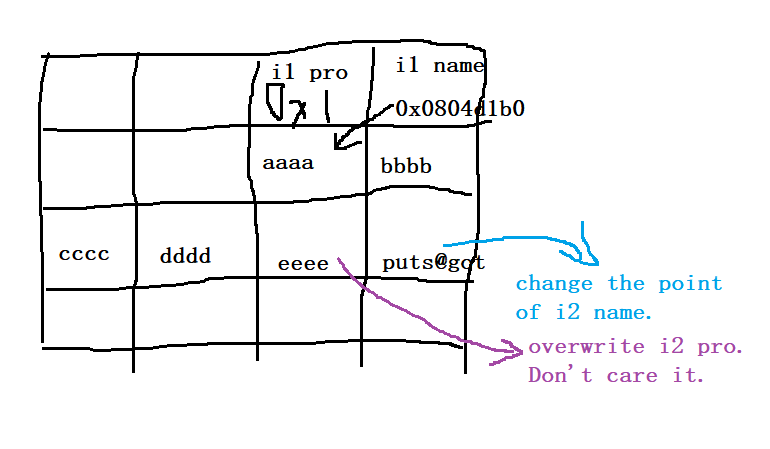 i1 pro i1 name
0x1 0x0804d1b0
aaaa bbbb
cccc dddd eeee puts@got
change the point
of i2 name.
overwrite i2 pro.
Don't care it.